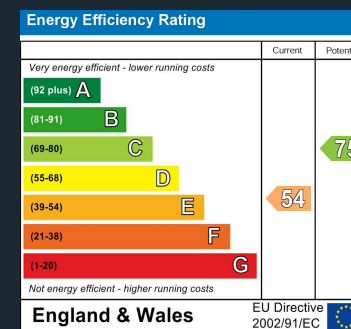 Energy Efficiency Rating
Current
Very energy efficient - lower running costs
(92 plus) A
(81-91) B
(69-80) C
(55-68) D
54
(39-54) E
(21-38) F
(1-20) G
Not energy efficient - higher running costs
England & Wales
EU Directive
2002/91/EC